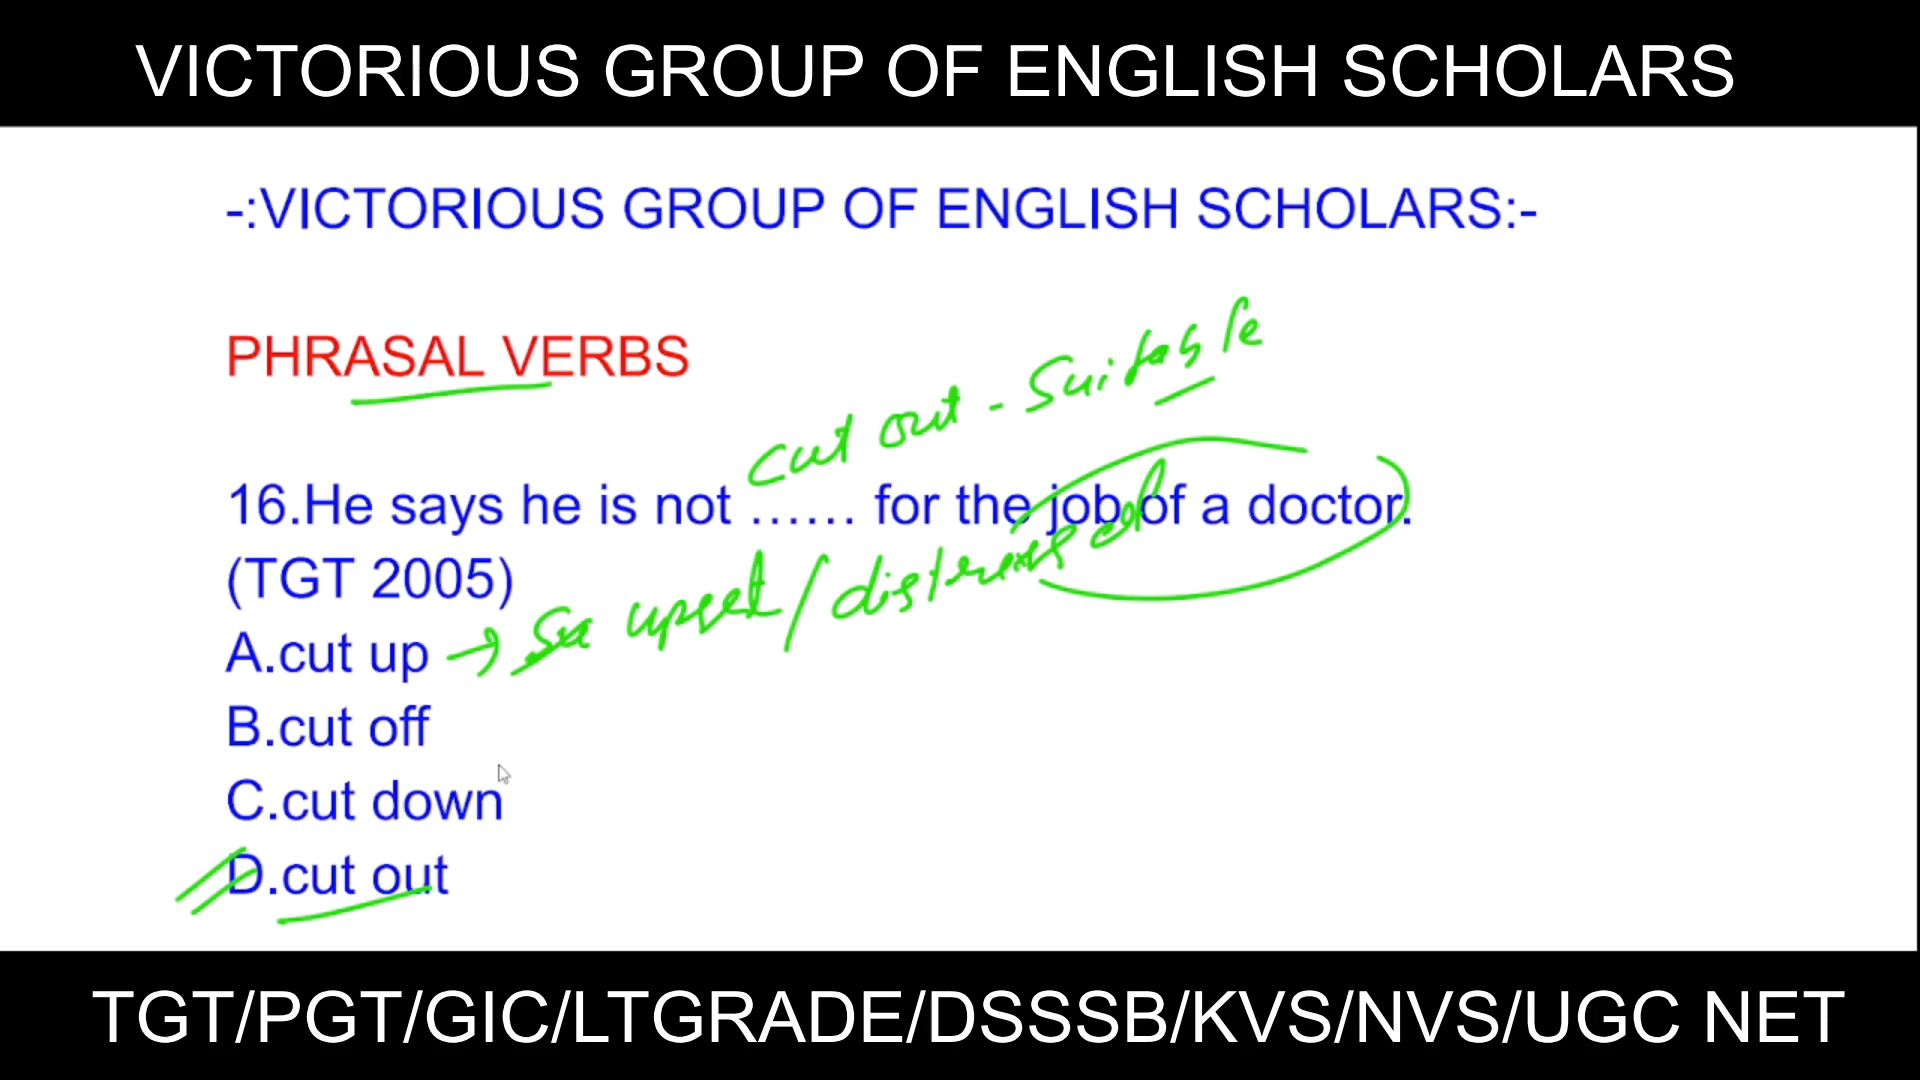 VICTORIOUS GROUP OF ENGLISH SCHOLARS
-:VICTORIOUS GROUP OF ENGLISH SCHOLARS:-
PHRASAL VERBS
cut out - Suitable
16.He says he is not ...... for the job of a doctor.
(TGT 2005)
upset/distressed
A.cut up →
B.cut off
C.cut down
D.cut out
TGT/PGT/GIC/LTGRADE/DSSSB/KVS/NVS/UGC NET